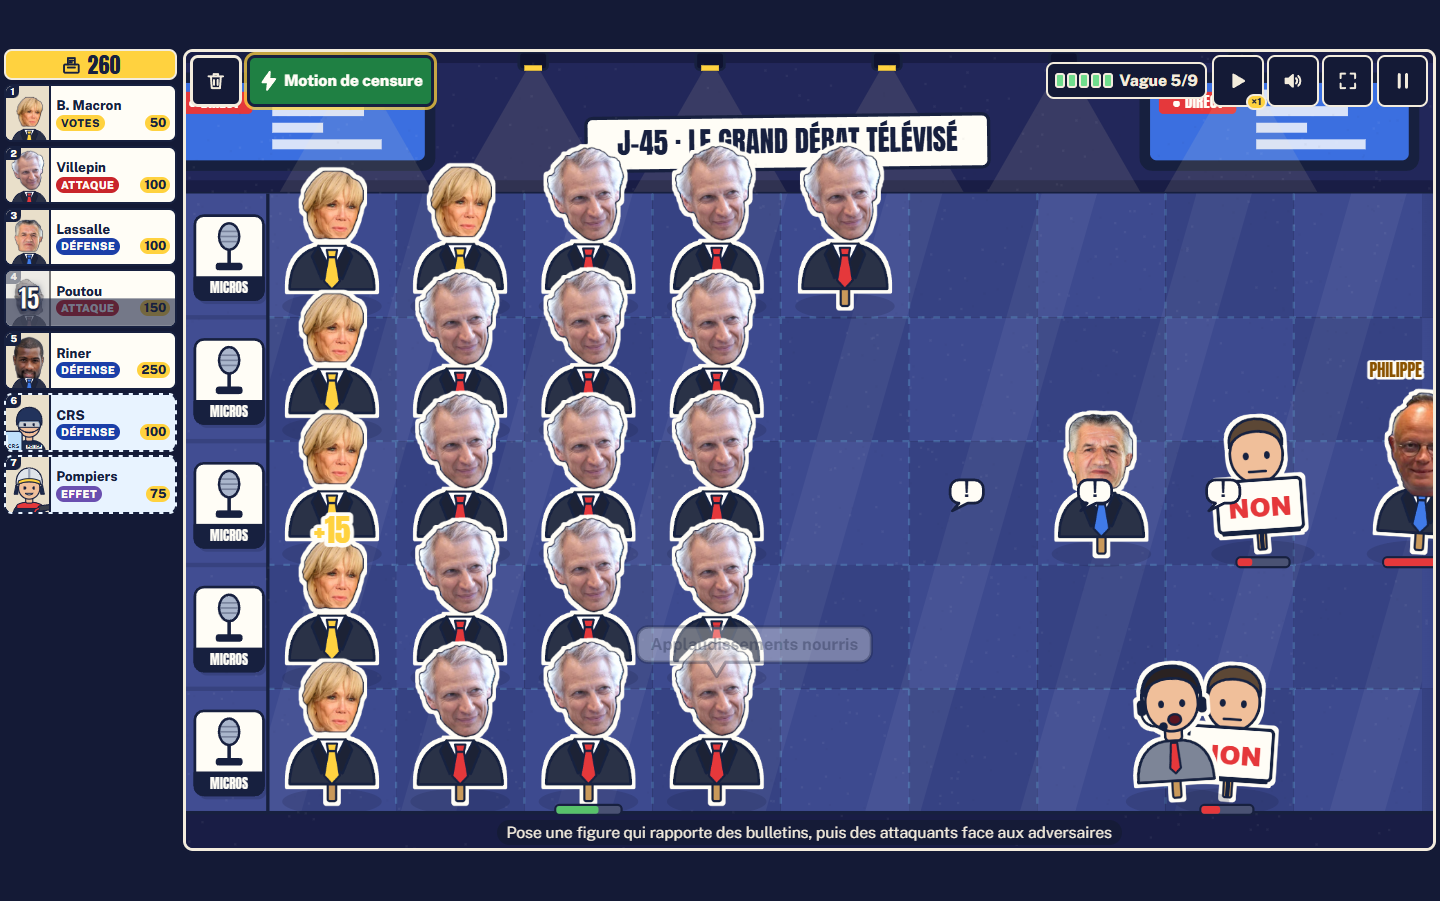 260
Motion de censure
Vague 5/9
×1
DIRECT
J-45 · LE GRAND DÉBAT TÉLÉVISÉ
1
B. Macron
VOTES
50
2
Villepin
ATTAQUE
100
3
Lassalle
DÉFENSE
100
4
15
Poutou
ATTAQUE
150
5
Riner
DÉFENSE
250
6
CRS
DÉFENSE
100
7
Pompiers
EFFET
75
MICROS
MICROS
MICROS
MICROS
MICROS
PHILIPPE
+15
!
!
!
NON
NON
Applaudissements nourris
Pose une figure qui rapporte des bulletins, puis des attaquants face aux adversaires